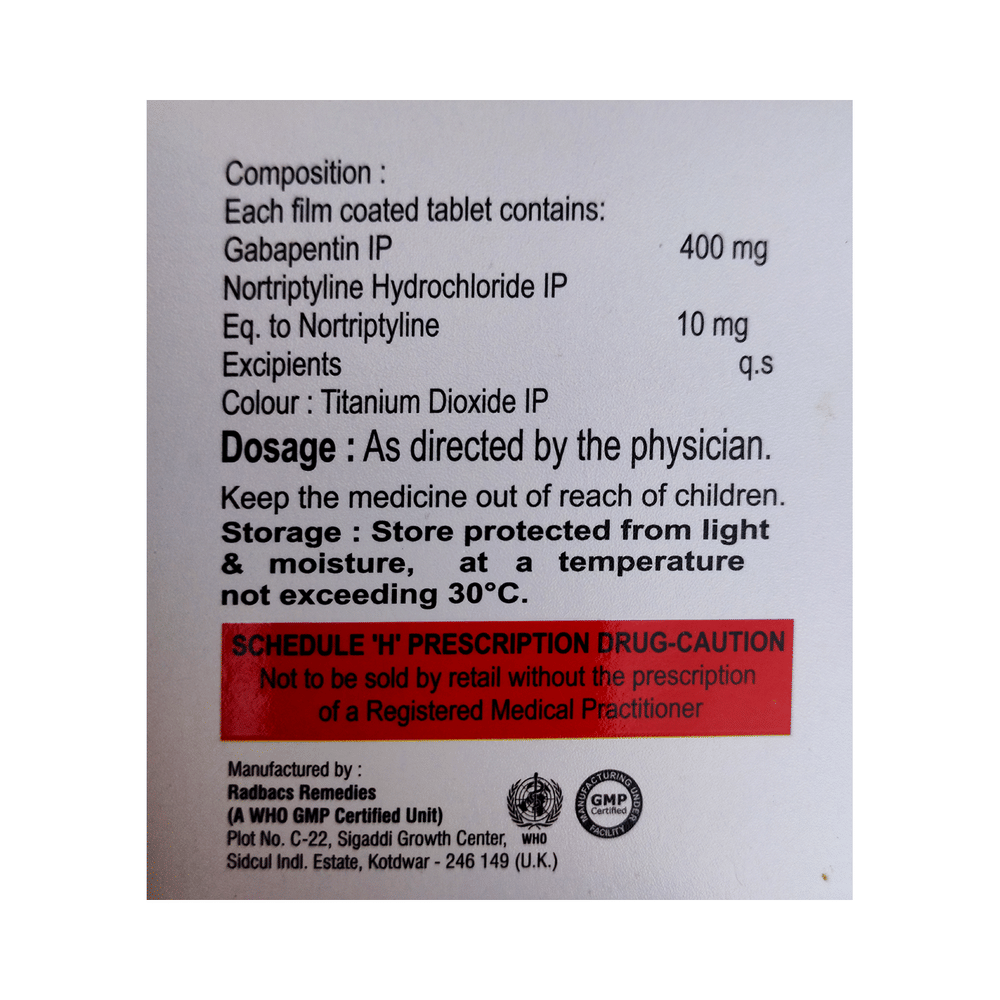 Composition :
Each film coated tablet contains:
Gabapentin IP 400 mg
Nortriptyline Hydrochloride IP
Eq. to Nortriptyline 10 mg
Excipients q.s
Colour : Titanium Dioxide IP
Dosage : As directed by the physician.
Keep the medicine out of reach of children.
Storage : Store protected from light
& moisture, at a temperature
not exceeding 30°C.
SCHEDULE 'H' PRESCRIPTION DRUG-CAUTION
Not to be sold by retail without the prescription
of a Registered Medical Practitioner
Manufactured by :
Radbacs Remedies
(A WHO GMP Certified Unit)
Plot No. C-22, Sigaddi Growth Center,
Sidcul Indl. Estate, Kotdwar - 246 149 (U.K.)
WHO
MANUFACTURING UNDER
GMP
Certified
FACILITY